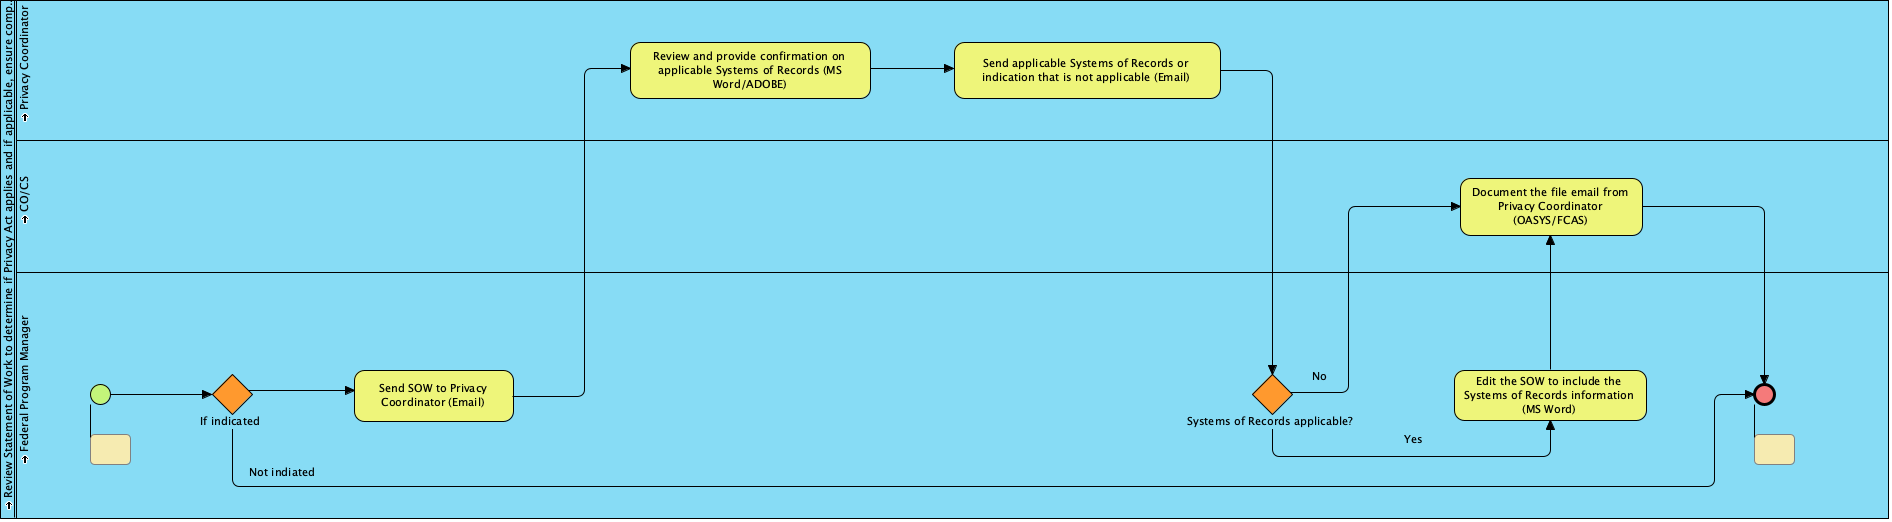 Review Statement of Work to determine if Privacy Act applies and if applicable, ensure comp...
Privacy Coordinator
Review and provide confirmation on
applicable Systems of Records (MS
Word/ADOBE)
Send applicable Systems of Records or
indication that is not applicable (Email)
CO/CS
Document the file email from
Privacy Coordinator
(OASYS/FCAS)
Federal Program Manager
If indicated
Send SOW to Privacy
Coordinator (Email)
Not indiated
Systems of Records applicable?
No
Yes
Edit the SOW to include the
Systems of Records information
(MS Word)